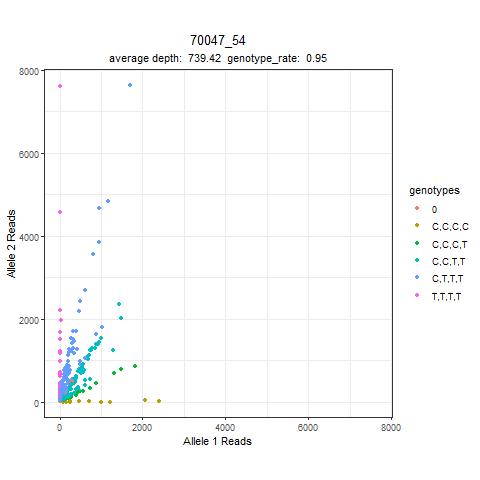 70047_54
average depth:  739.42  genotype_rate:  0.95
8000
6000
4000
2000
0
Allele 2 Reads
0
2000
4000
6000
8000
Allele 1 Reads
genotypes
0
C,C,C,C
C,C,C,T
C,C,T,T
C,T,T,T
T,T,T,T